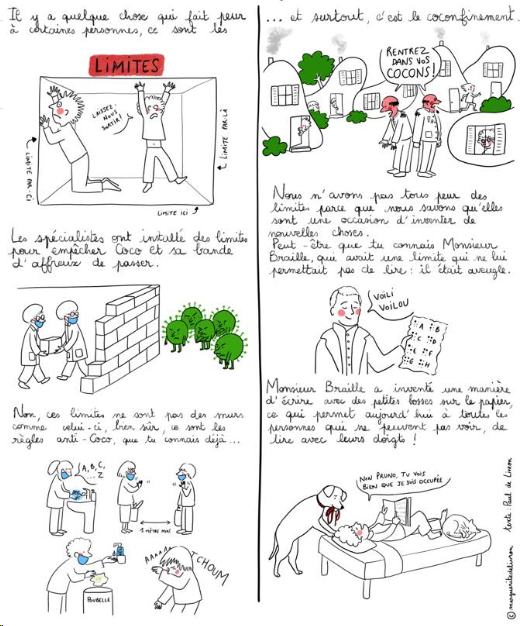 Il y a quelque chose qui fait peur
à certaines personnes, ce sont les
LIMITES
LAISSEZ
NOUS
SORTIR !
LIMITE PAR-CI
LIMITE PAR-LÀ
LIMITE ICI
Les spécialistes ont installé des limites
pour empêcher Coco et sa bande
d'affreux de passer.
Non, ces limites ne sont pas des murs
comme celui-ci, bien sûr, ce sont les
règles anti-Coco, que tu connais déjà...
A, B, C,
... Z
1 MÈTRE MINI
POUBELLE
AAAAA
TCHOUM
... et surtout, c'est le coconfinement.
RENTREZ
DANS VOS
COCONS !
Nous n'avons pas tous peur des
limites parce que nous savons qu'elles
sont une occasion d'inventer de
nouvelles choses.
Peut-être que tu connais Monsieur
Braille, qui avait une limite qui ne lui
permettait pas de lire : il était aveugle.
VOILI
VOILOU
A B
C D
E F
G H
Monsieur Braille a inventé une manière
d'écrire avec des petites bosses sur le papier,
ce qui permet aujourd'hui à toutes les
personnes qui ne peuvent pas voir, de
lire avec leurs doigts !
NON PRUNO, TU VOIS
BIEN QUE JE SUIS OCCUPÉE